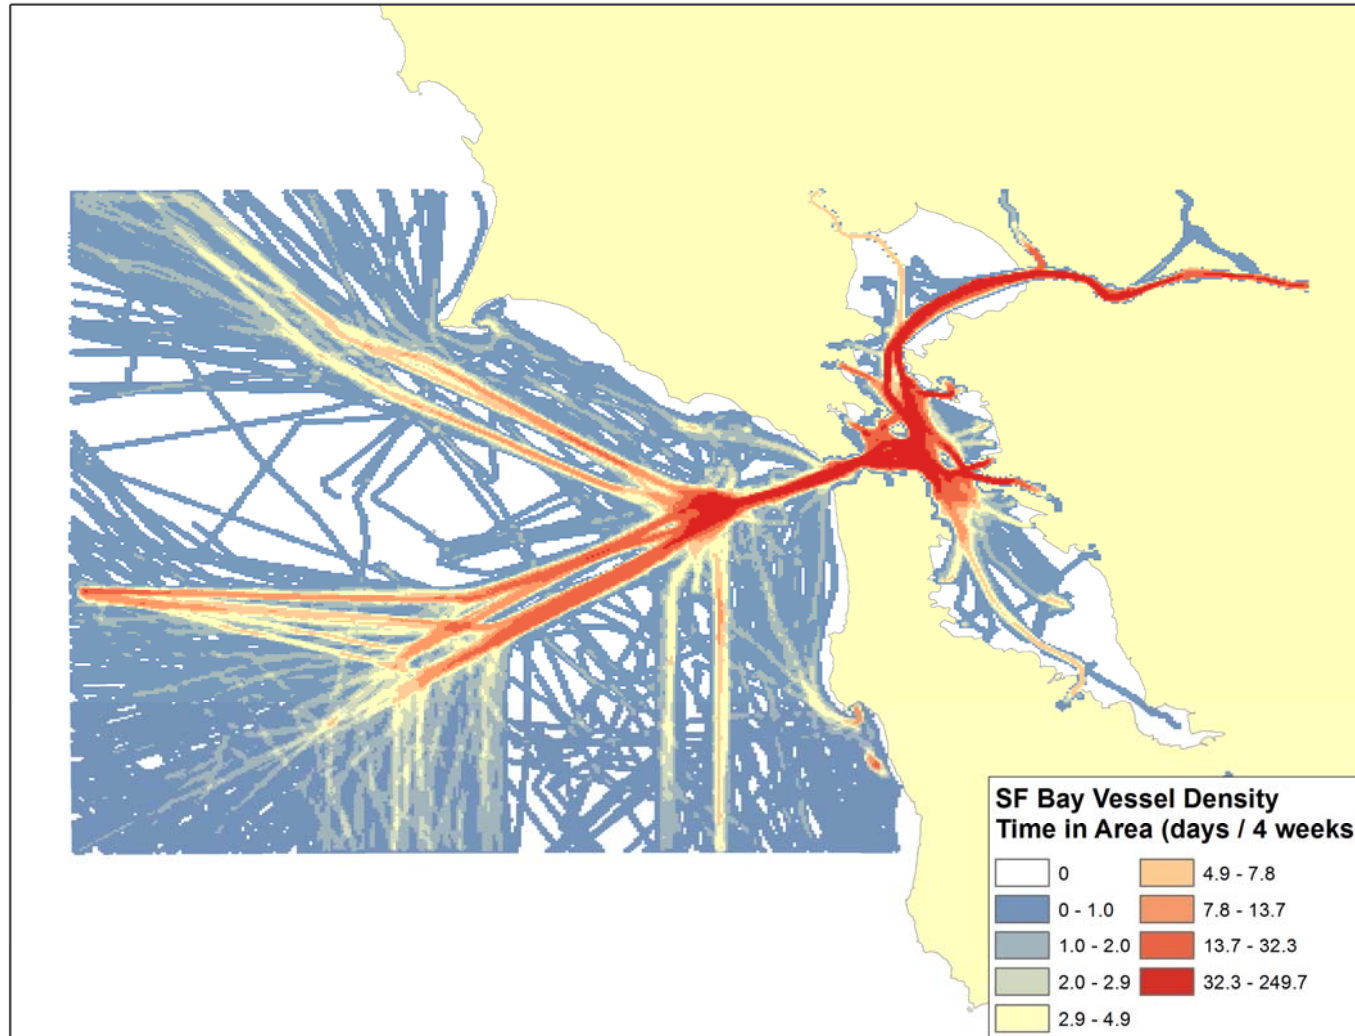 SF Bay Vessel Density
Time in Area (days / 4 weeks
0
4.9 - 7.8
0 - 1.0
7.8 - 13.7
1.0 - 2.0
13.7 - 32.3
2.0 - 2.9
32.3 - 249.7
2.9 - 4.9